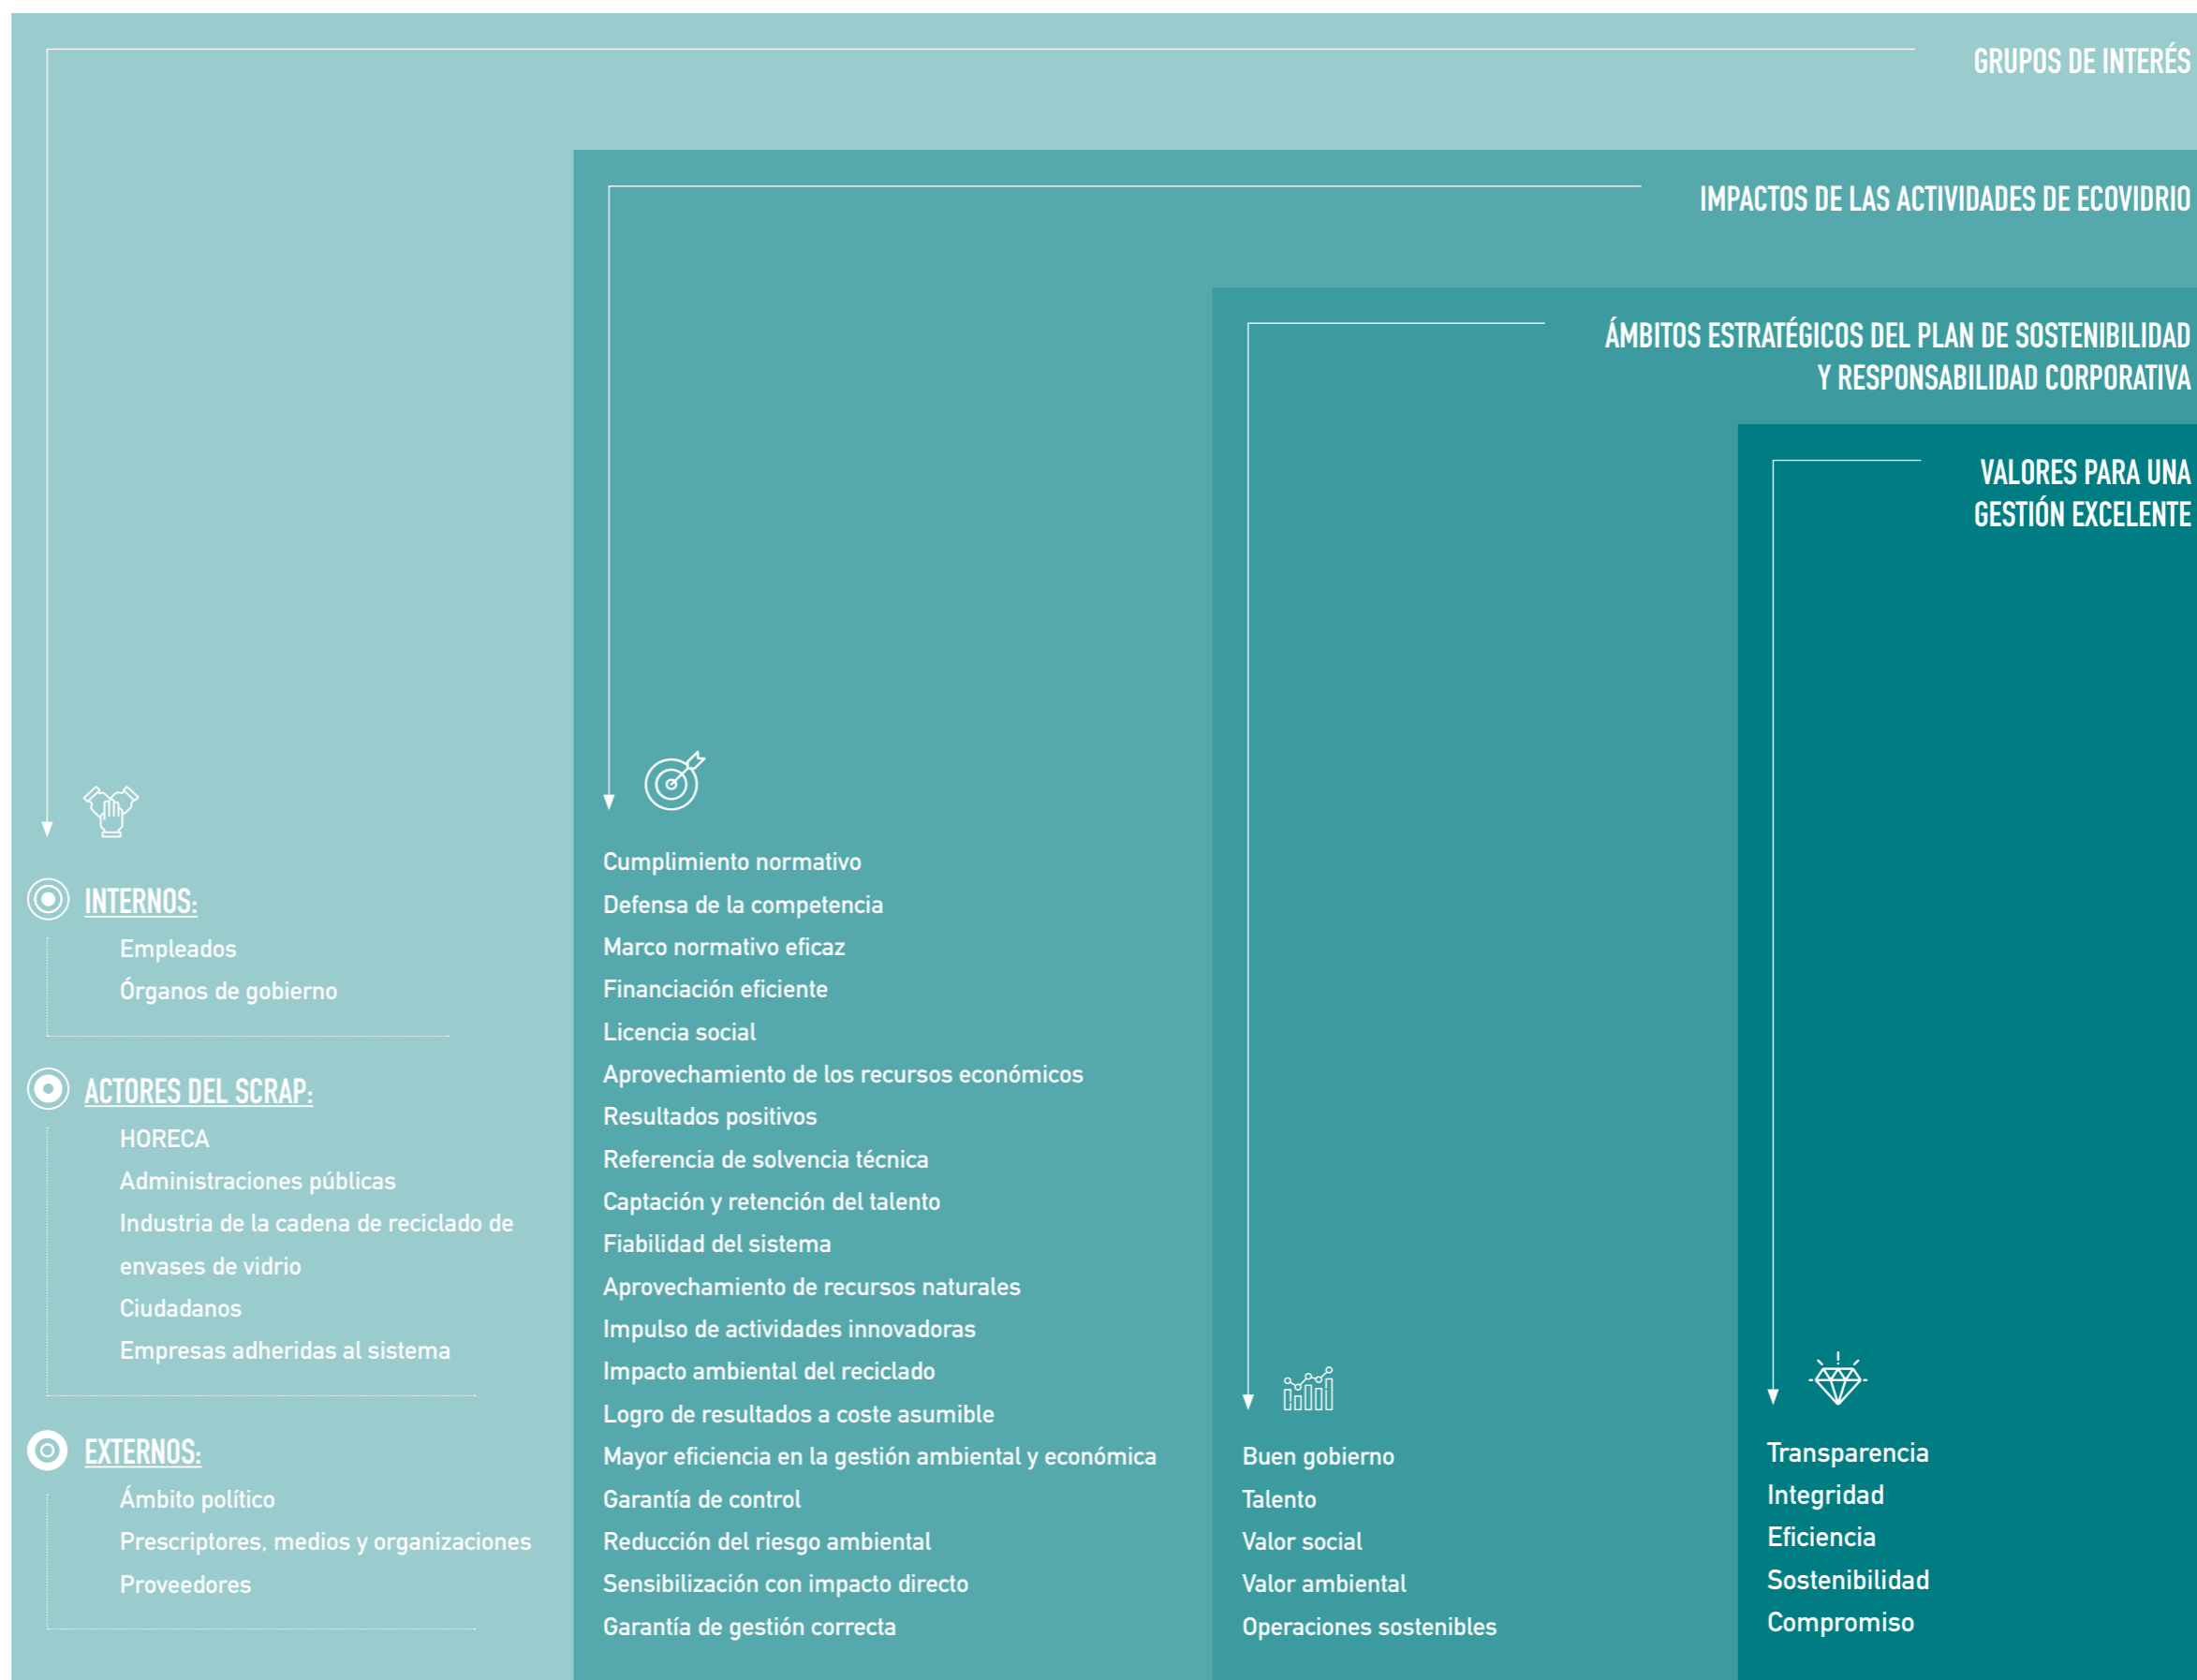 GRUPOS DE INTERÉS
IMPACTOS DE LAS ACTIVIDADES DE ECOVIDRIO
ÁMBITOS ESTRATÉGICOS DEL PLAN DE SOSTENIBILIDAD
Y RESPONSABILIDAD CORPORATIVA
VALORES PARA UNA
GESTIÓN EXCELENTE
INTERNOS:
Empleados
Órganos de gobierno
ACTORES DEL SCRAP:
HORECA
Administraciones públicas
Industria de la cadena de reciclado de
envases de vidrio
Ciudadanos
Empresas adheridas al sistema
EXTERNOS:
Ámbito político
Prescriptores, medios y organizaciones
Proveedores
Cumplimiento normativo
Defensa de la competencia
Marco normativo eficaz
Financiación eficiente
Licencia social
Aprovechamiento de los recursos económicos
Resultados positivos
Referencia de solvencia técnica
Captación y retención del talento
Fiabilidad del sistema
Aprovechamiento de recursos naturales
Impulso de actividades innovadoras
Impacto ambiental del reciclado
Logro de resultados a coste asumible
Mayor eficiencia en la gestión ambiental y económica
Garantía de control
Reducción del riesgo ambiental
Sensibilización con impacto directo
Garantía de gestión correcta
Buen gobierno
Talento
Valor social
Valor ambiental
Operaciones sostenibles
Transparencia
Integridad
Eficiencia
Sostenibilidad
Compromiso